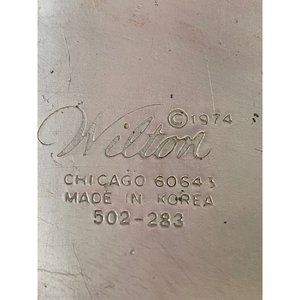 ©1974
Wilton
CHICAGO 60643
MADE IN KOREA
502-283